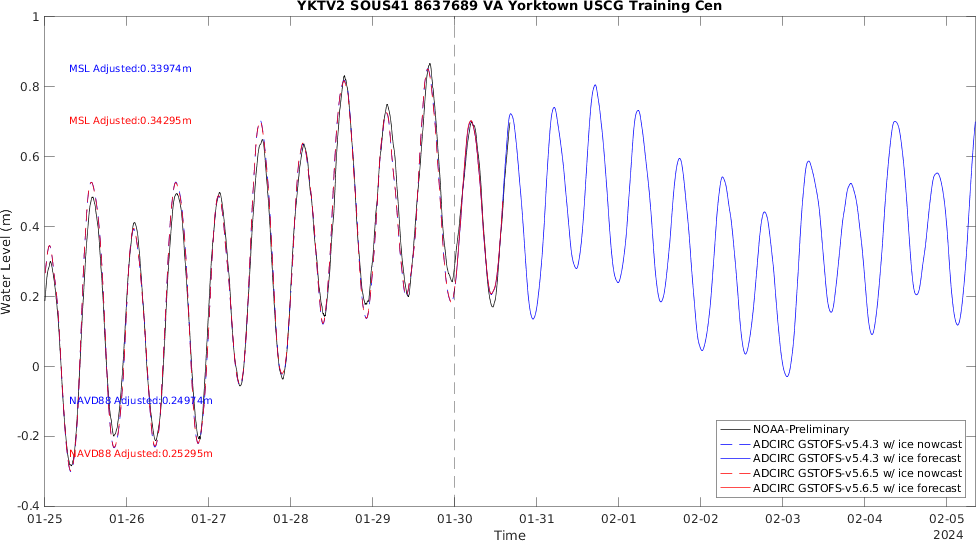 YKTV2 SOUS41 8637689 VA Yorktown USCG Training Cen
1
0.8
0.6
0.4
0.2
0
-0.2
-0.4
Water Level (m)
MSL Adjusted:0.33974m
MSL Adjusted:0.34295m
NAVD88 Adjusted:0.24974m
NAVD88 Adjusted:0.25295m
NOAA-Preliminary
ADCIRC GSTOFS-v5.4.3 w/ ice nowcast
ADCIRC GSTOFS-v5.4.3 w/ ice forecast
ADCIRC GSTOFS-v5.6.5 w/ ice nowcast
ADCIRC GSTOFS-v5.6.5 w/ ice forecast
01-25 01-26 01-27 01-28 01-29 01-30 01-31 02-01 02-02 02-03 02-04 02-05
Time
2024